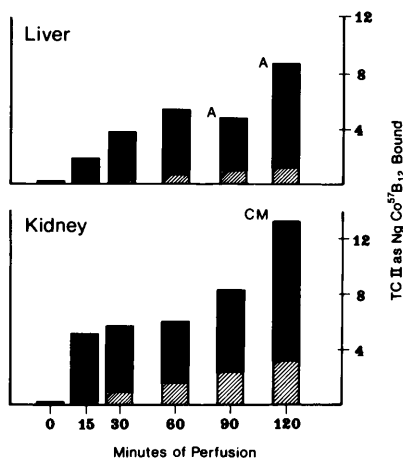 Liver
12
8
4
A
A
Kidney
CM
12
8
4
TC II as Ng Co⁵⁷B₁₂ Bound
0 15 30 60 90 120
Minutes of Perfusion